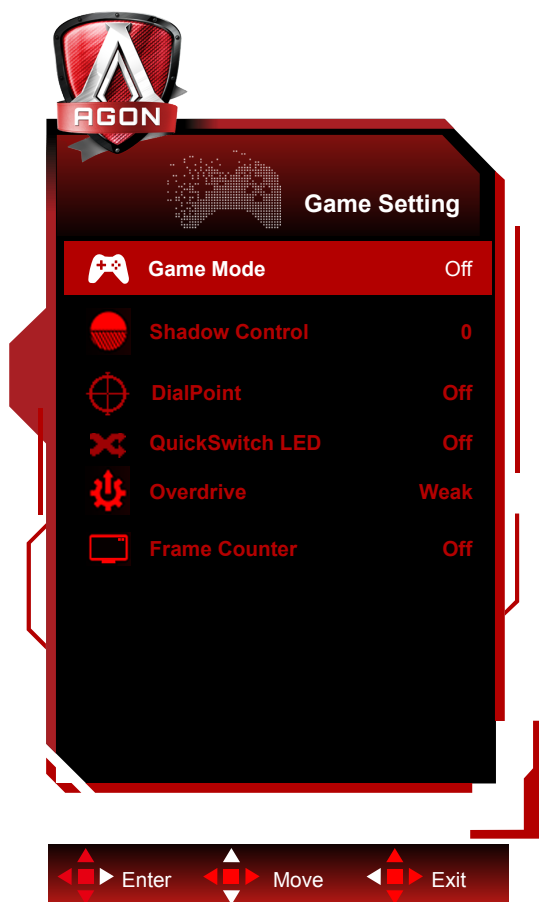 AGON
Game Setting
Game Mode Off
Shadow Control 0
DialPoint Off
QuickSwitch LED Off
Overdrive Weak
Frame Counter Off
Enter Move Exit